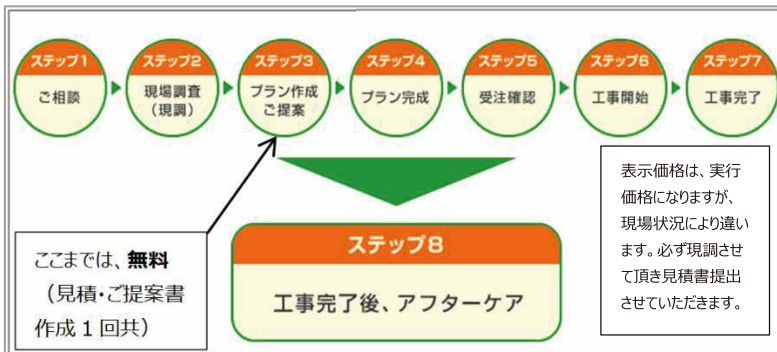 ステップ1
ご相談
ステップ2
現場調査
（現調）
ステップ3
プラン作成
ご提案
ステップ4
プラン完成
ステップ5
受注確認
ステップ6
工事開始
ステップ7
工事完了
ここまでは、無料
（見積・ご提案書
作成1回共）
ステップ8
工事完了後、アフターケア
表示価格は、実行
価格になりますが、
現場状況により違い
ます。必ず現調させ
て頂き見積書提出
させていただきます。